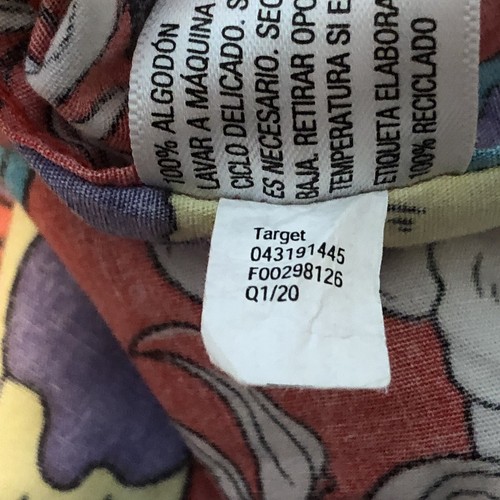 100% ALGODÓN
LAVAR A MÁQUINA
CICLO DELICADO. S
ES NECESARIO. SEC
BAJA. RETIRAR OPO
TEMPERATURA SI E
ETIQUETA ELABORA
100% RECICLADO
Target
043191445
F00298126
Q1/20